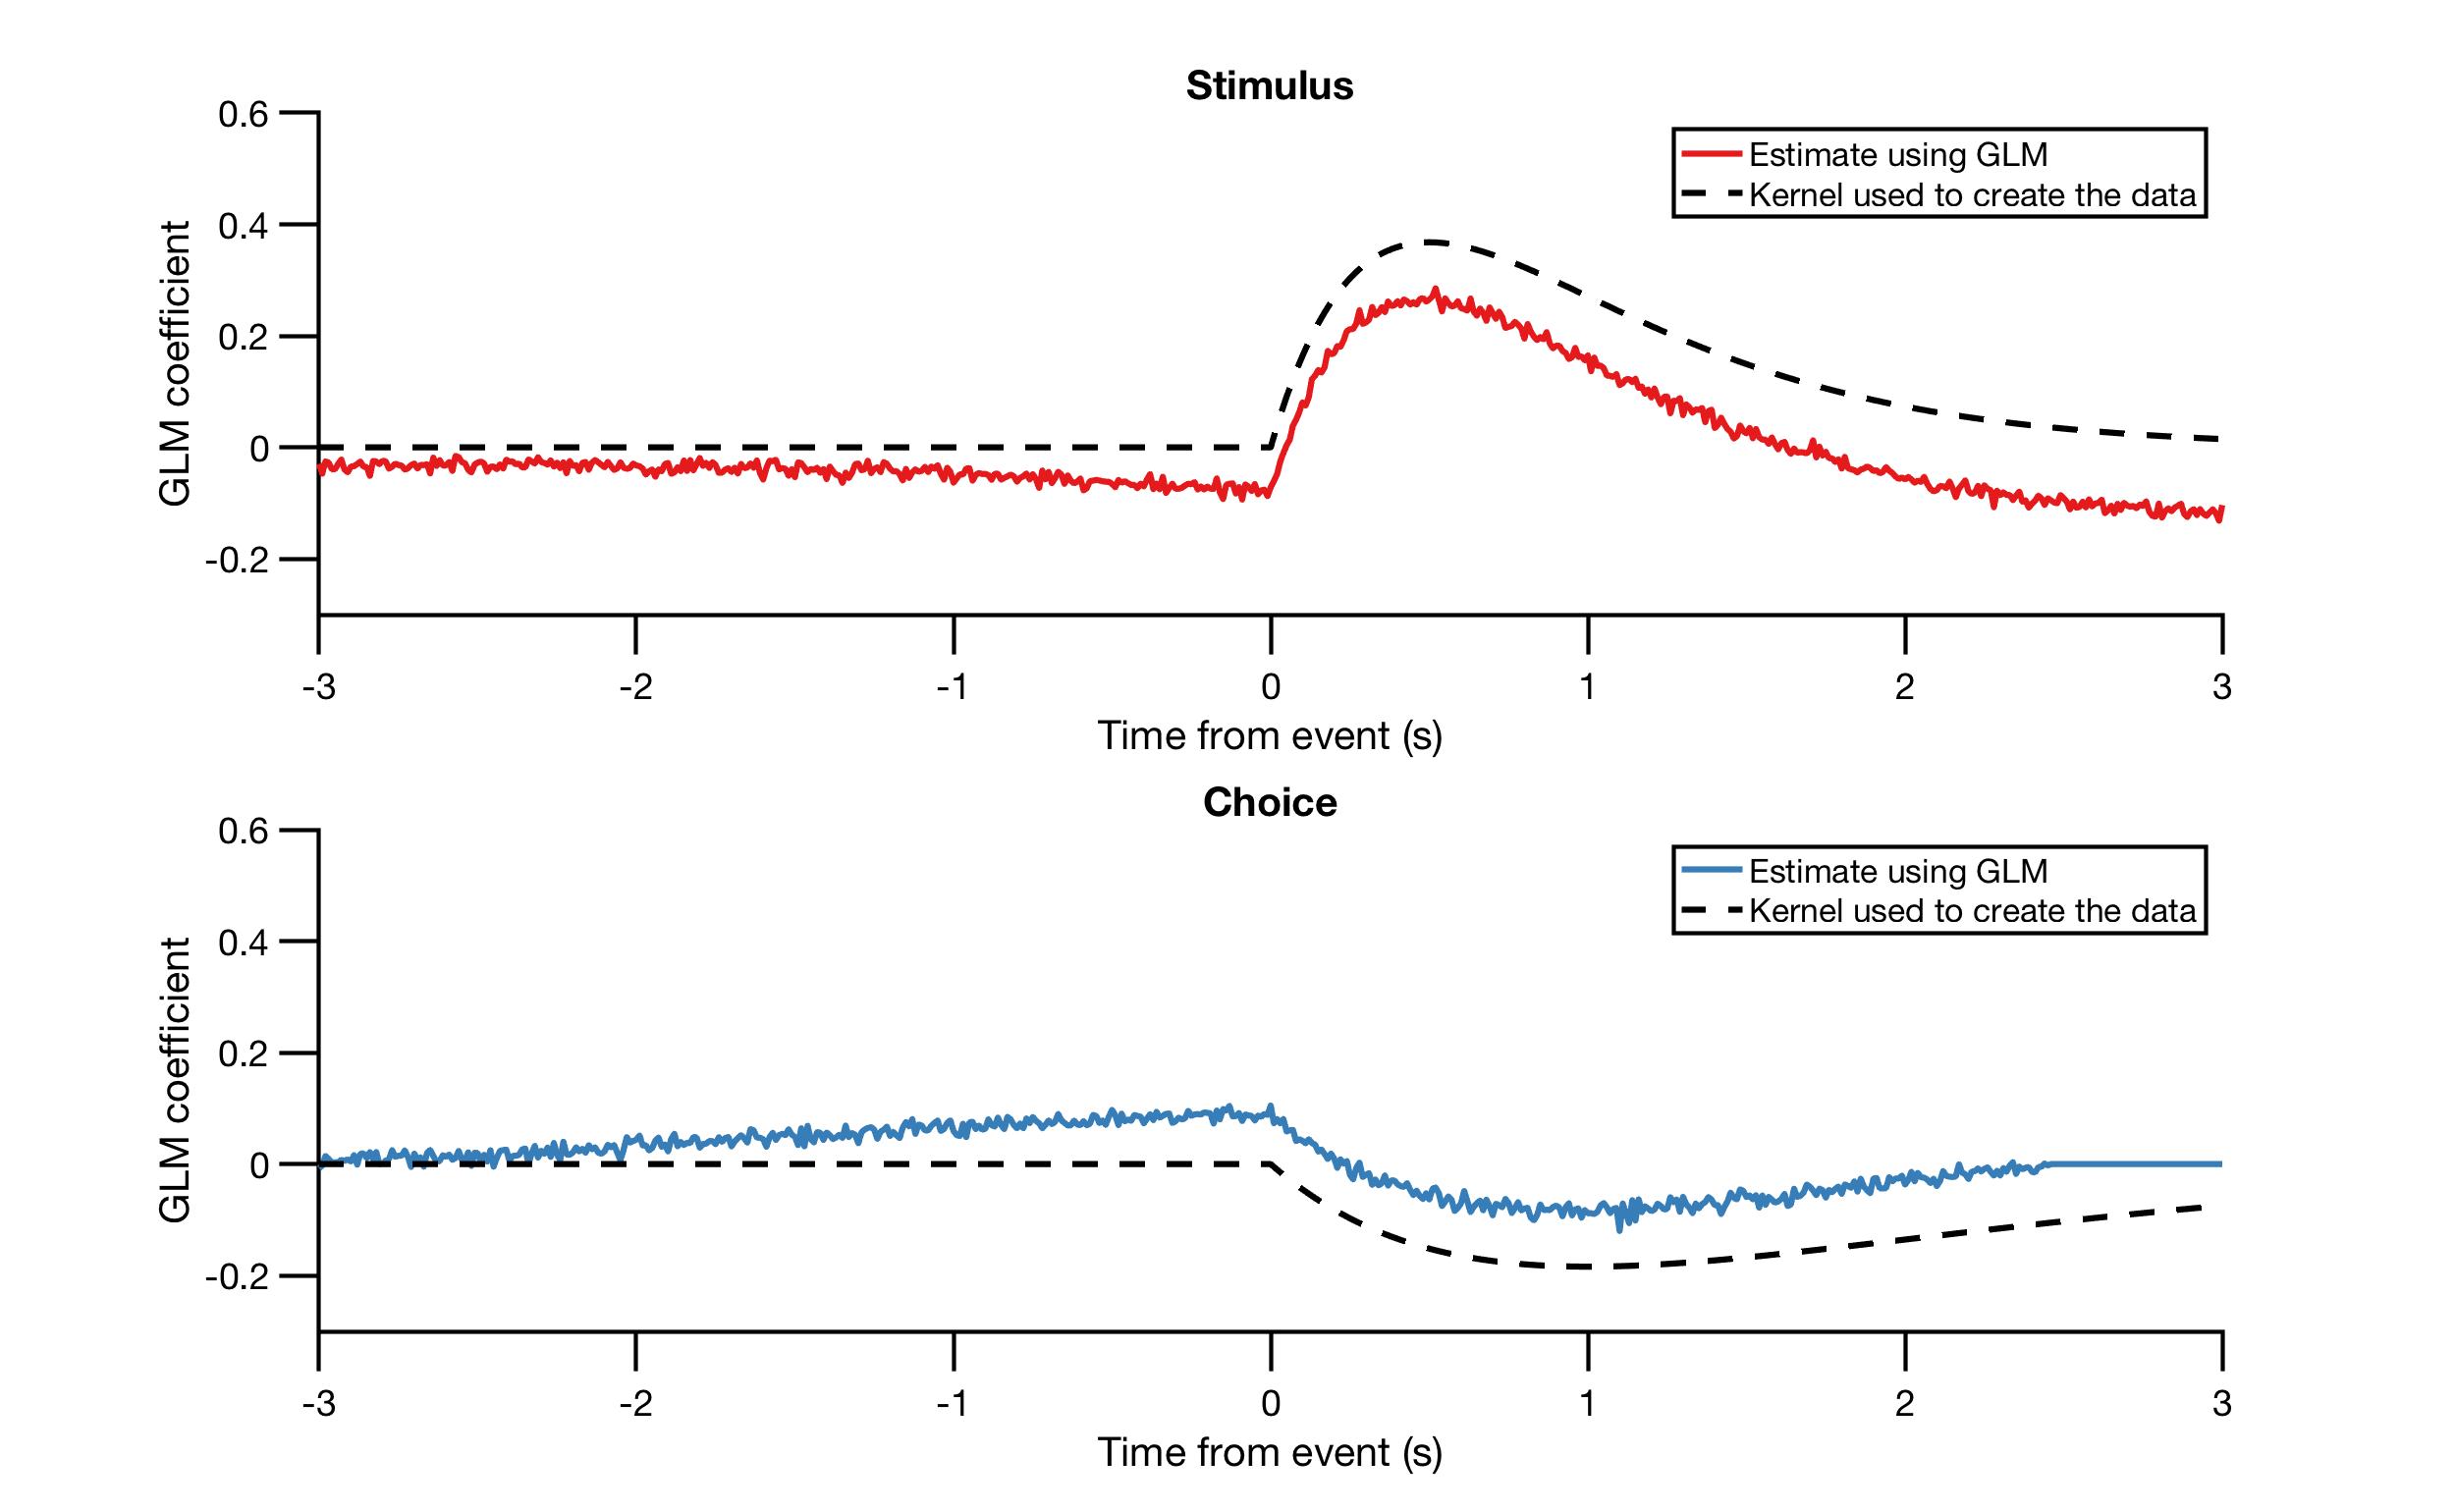 Stimulus
0.6
0.4
0.2
0
-0.2
GLM coefficient
Estimate using GLM
Kernel used to create the data
-3 -2 -1 0 1 2 3
Time from event (s)
Choice
0.6
0.4
0.2
0
-0.2
GLM coefficient
Estimate using GLM
Kernel used to create the data
-3 -2 -1 0 1 2 3
Time from event (s)